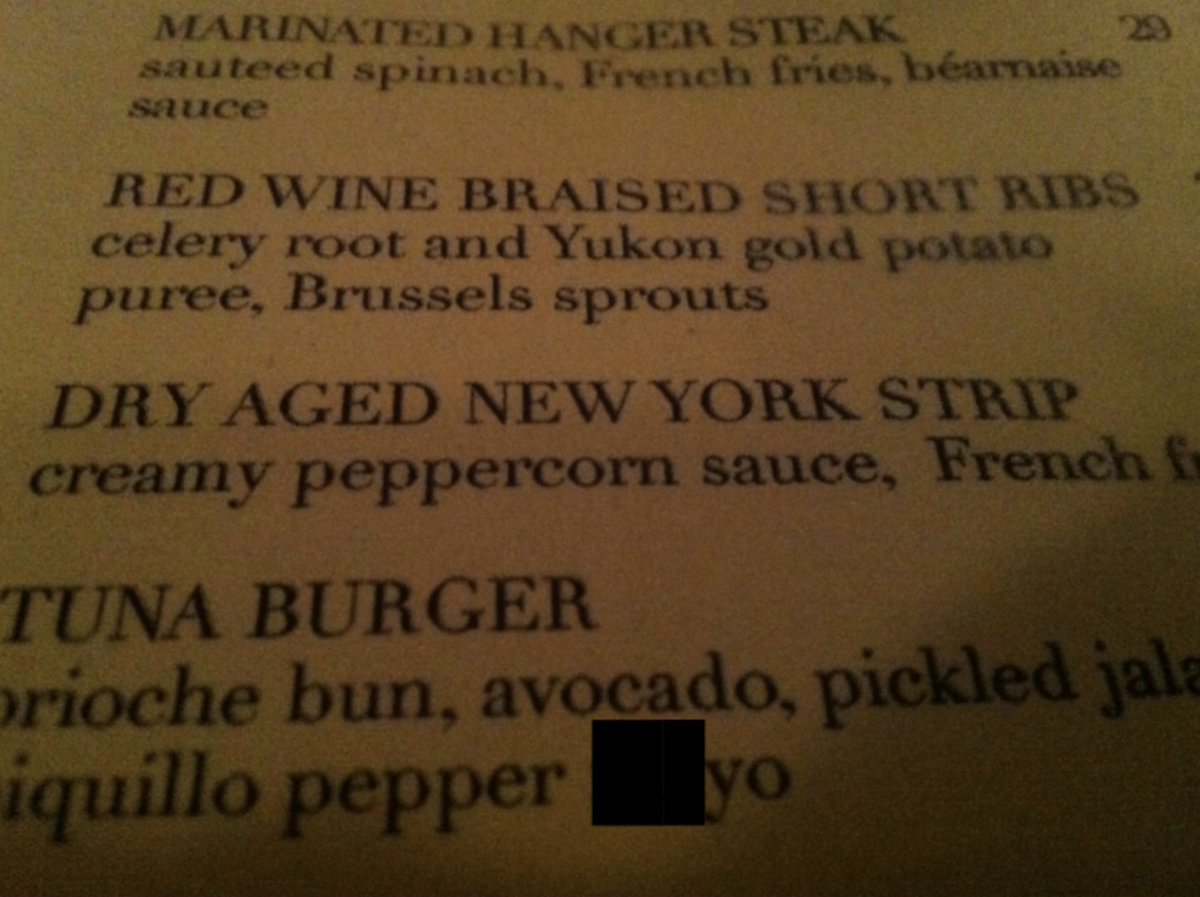 MARINATED HANGER STEAK 29
sauteed spinach, French fries, béarnaise
sauce
RED WINE BRAISED SHORT RIBS
celery root and Yukon gold potato
puree, Brussels sprouts
DRY AGED NEW YORK STRIP
creamy peppercorn sauce, French
TUNA BURGER
brioche bun, avocado, pickled
pepper